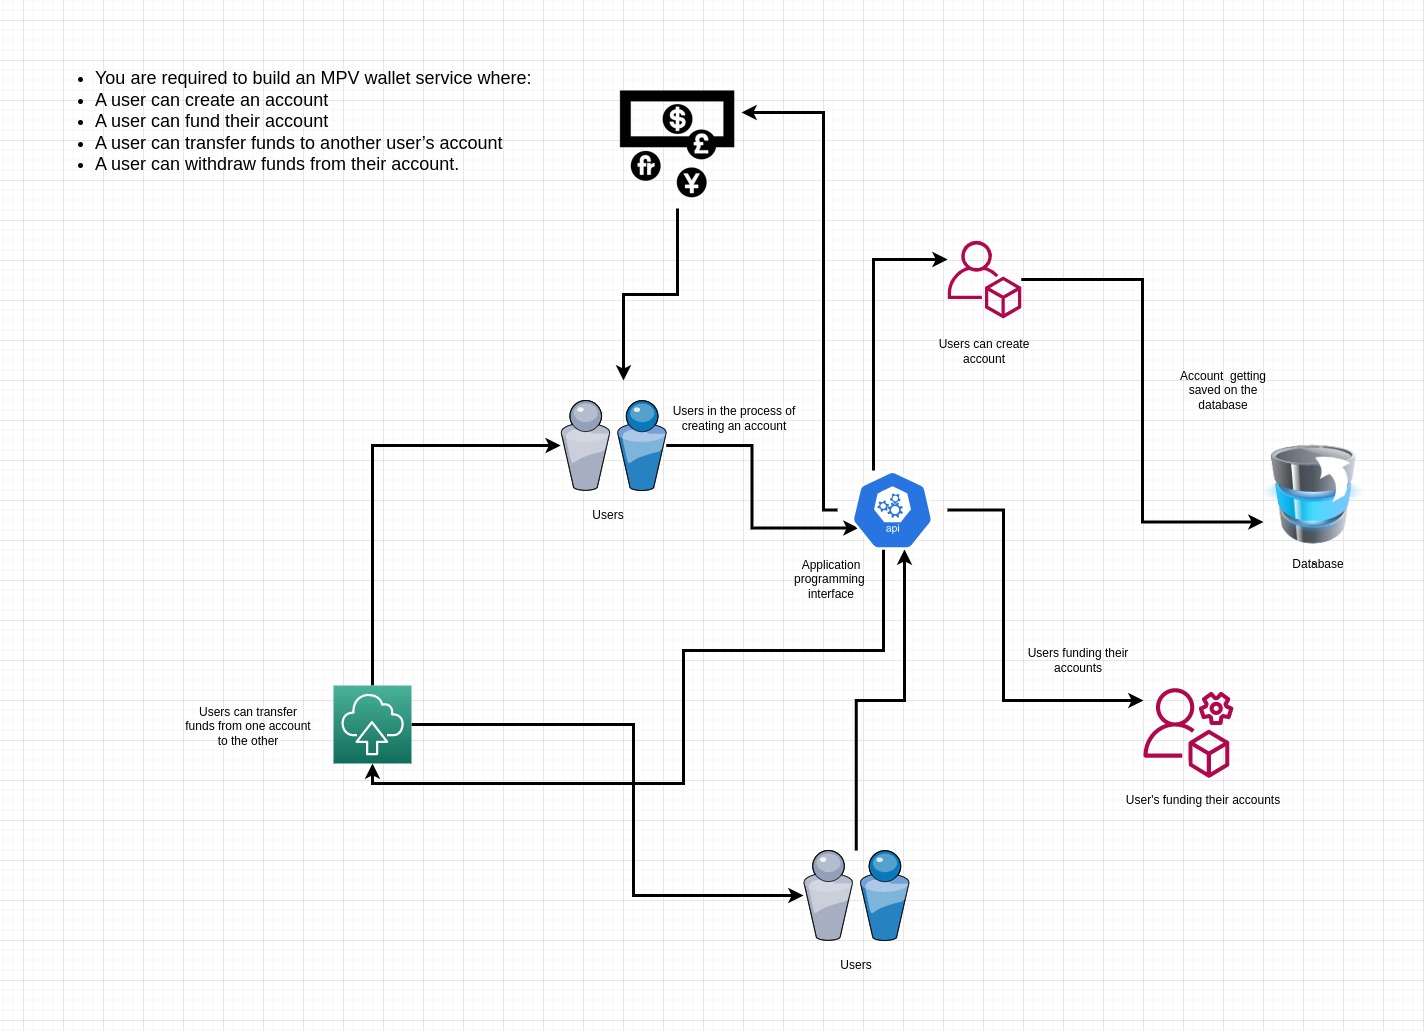 You are required to build an MPV wallet service where:
A user can create an account
A user can fund their account
A user can transfer funds to another user’s account
A user can withdraw funds from their account.
$
£
fr
¥
Users can create
account
Account  getting
saved on the
database
Users in the process of
creating an account
Users
api
Database
Application
programming
interface
Users funding their
accounts
Users can transfer
funds from one account
to the other
User's funding their accounts
Users